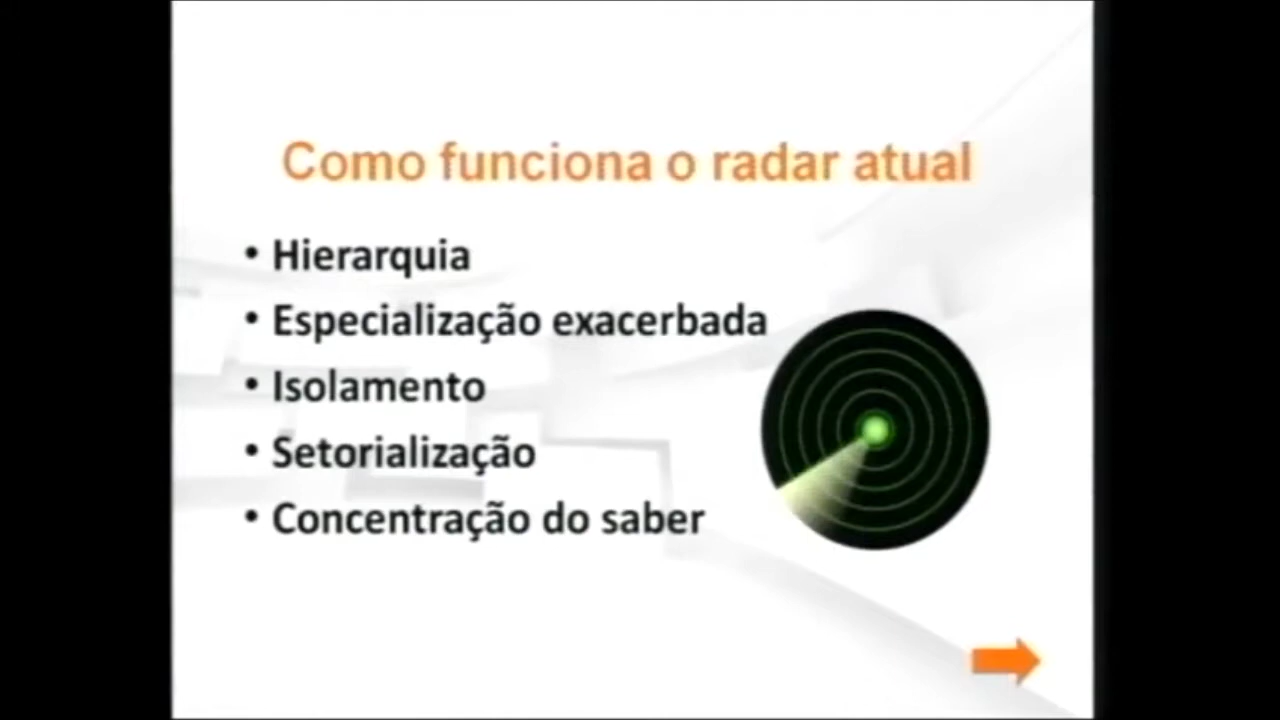 Como funciona o radar atual
• Hierarquia
• Especialização exacerbada
• Isolamento
• Setorialização
• Concentração do saber